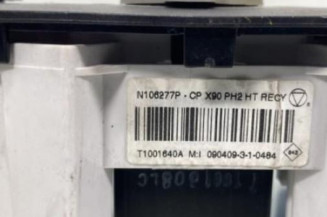 N106277P - CP X90 PH2 HT RECY
T1001640A M:I 090409-3-1-0484